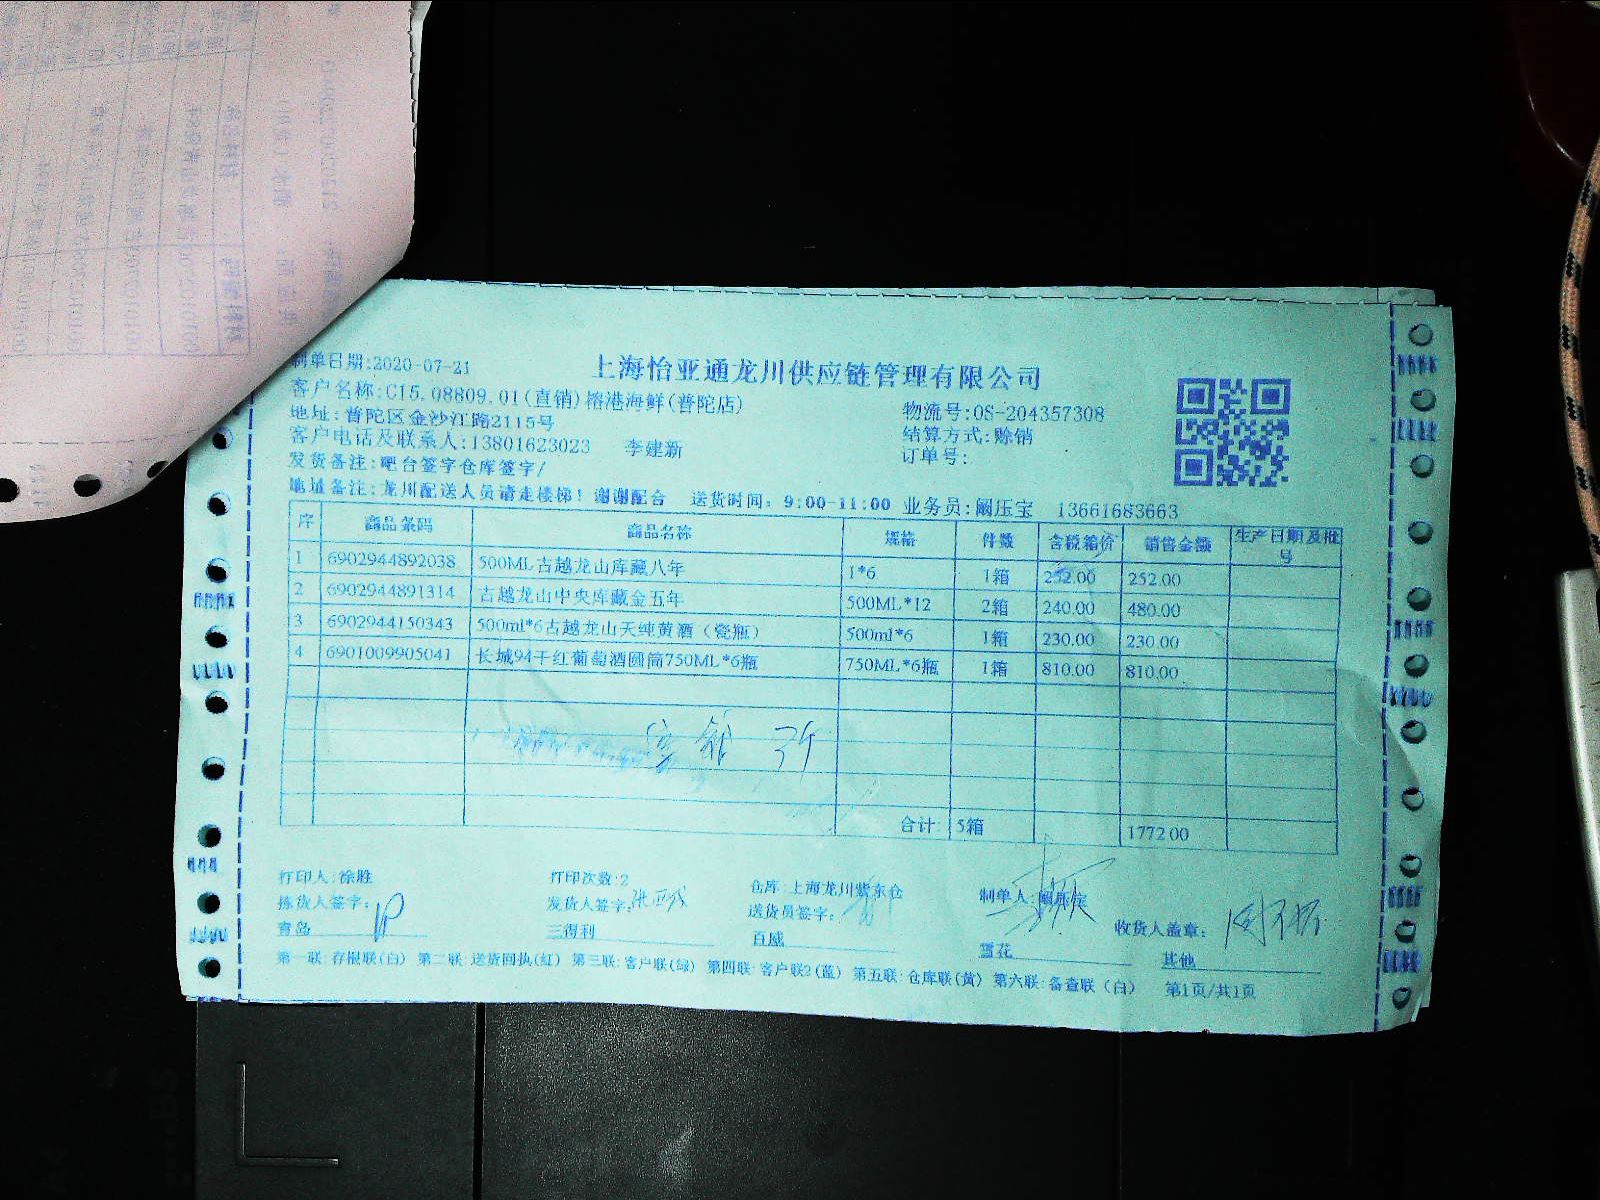 上海怡亚通龙川供应链管理有限公司
制单日期:2020-07-21
客户名称:C15.08809.01(直销)榕港海鲜(普陀店)
物流号:OS-204357308
地址:普陀区金沙江路2115号
结算方式:赊销
客户电话及联系人:13801623023 李建新
订单号:
发货备注:吧台签字仓库签字/
地址备注:龙川配送人员请走楼梯！谢谢配合 送货时间：9:00-11:00 业务员:阚压宝 13661683663
序 商品条码 商品名称 规格 件数 含税箱价 销售金额 生产日期及批号
1 6902944892038 500ML古越龙山库藏八年 1*6 1箱 252.00 252.00
2 6902944891314 古越龙山中央库藏金五年 500ML*12 2箱 240.00 480.00
3 6902944150343 500ml*6古越龙山天纯黄酒（瓷瓶） 500ml*6 1箱 230.00 230.00
4 6901009905041 长城94干红葡萄酒圆筒750ML*6瓶 750ML*6瓶 1箱 810.00 810.00
合计: 5箱 1772.00
打印人:徐胜 打印次数:2 仓库:上海龙川紫东仓 制单人:阚压宝
拣货人签字: 发货人签字: 送货员签字: 收货人盖章:
青岛 三得利 百威 雪花 其他
第一联:存根联(白) 第二联:送货回执(红) 第三联:客户联(绿) 第四联:客户联2(蓝) 第五联:仓库联(黄) 第六联:备查联（白） 第1页/共1页